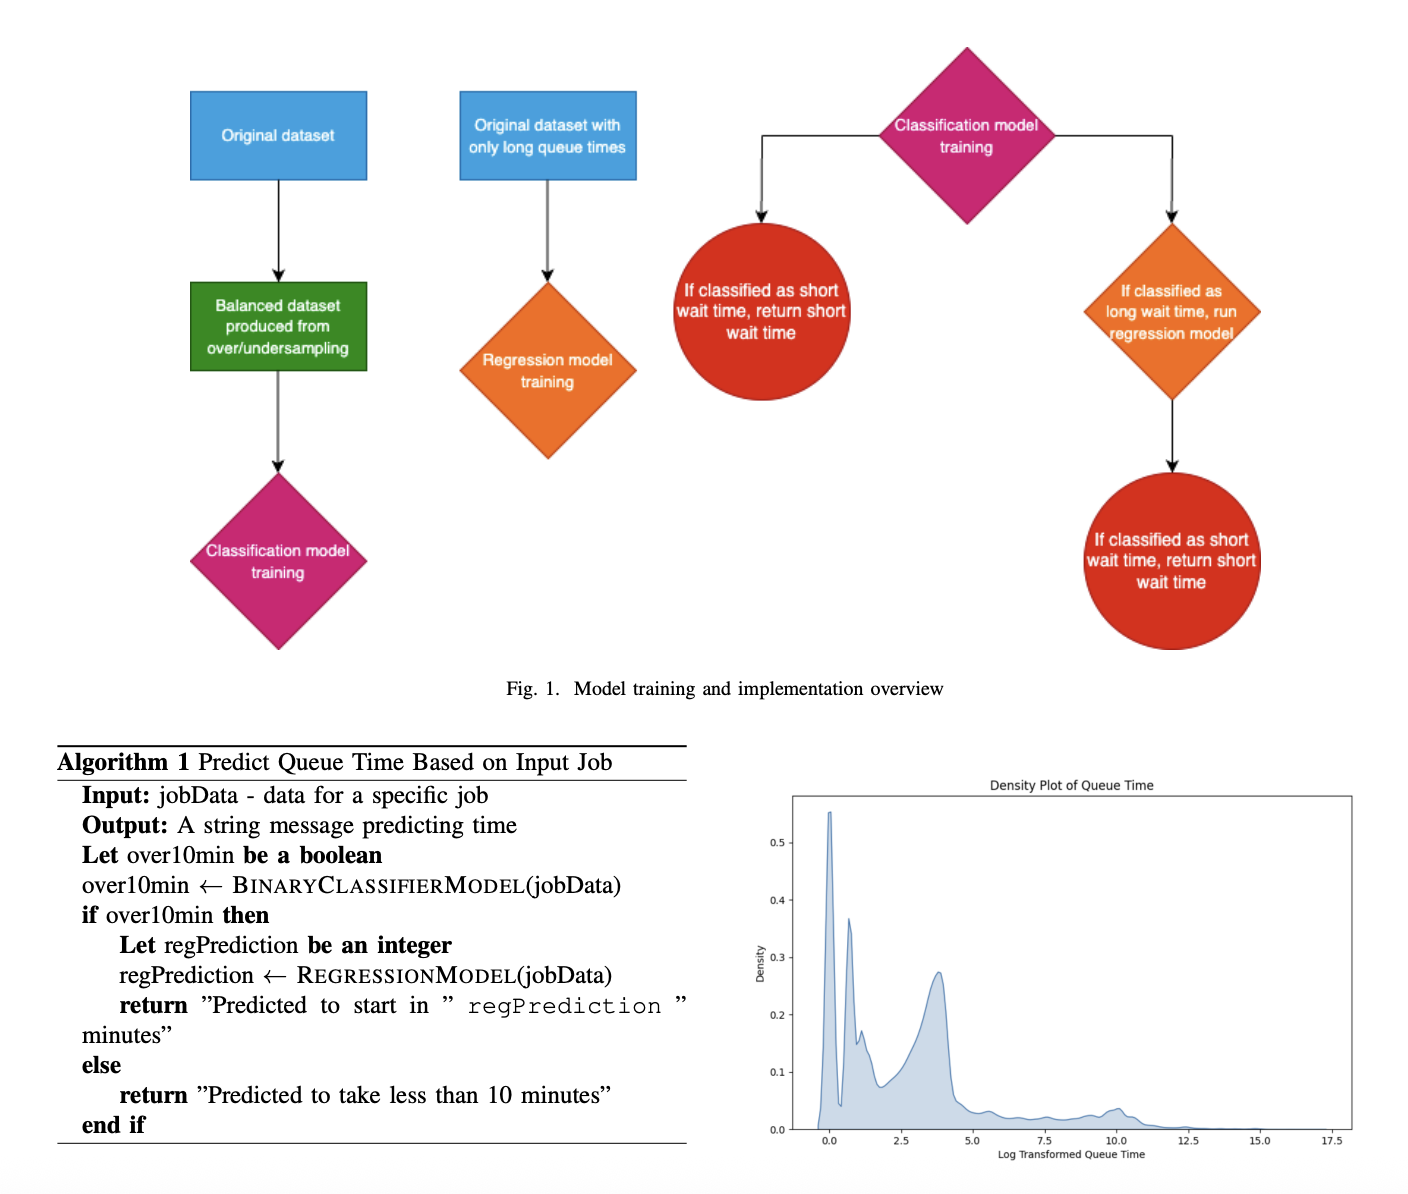 Original dataset
Balanced dataset
produced from
over/undersampling
Classification model
training
Original dataset with
only long queue times
Regression model
training
Classification model
training
If classified as short
wait time, return short
wait time
If classified as
long wait time, run
regression model
If classified as short
wait time, return short
wait time
Fig. 1. Model training and implementation overview
Algorithm 1 Predict Queue Time Based on Input Job
Input: jobData - data for a specific job
Output: A string message predicting time
Let over10min be a boolean
over10min ← BINARYCLASSIFIERMODEL(jobData)
if over10min then
Let regPrediction be an integer
regPrediction ← REGRESSIONMODEL(jobData)
return ”Predicted to start in ” regPrediction ”
minutes”
else
return ”Predicted to take less than 10 minutes”
end if
Density Plot of Queue Time
Density
0.5
0.4
0.3
0.2
0.1
0.0
0.0 2.5 5.0 7.5 10.0 12.5 15.0 17.5
Log Transformed Queue Time